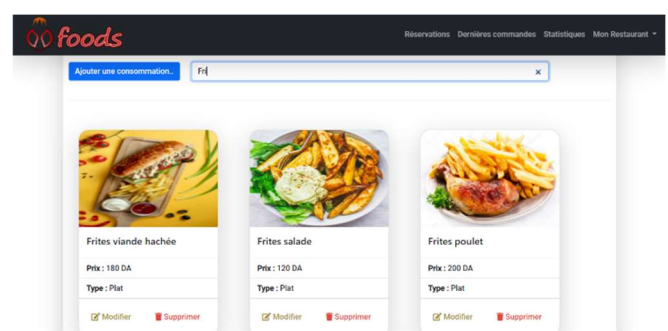 foods
Réservations Dernières commandes Statistiques Mon Restaurant
Ajouter une consommation.. Fri x
Frites viande hachée Frites salade Frites poulet
Prix : 180 DA Prix : 120 DA Prix : 200 DA
Type : Plat Type : Plat Type : Plat
Modifier Supprimer Modifier Supprimer Modifier Supprimer